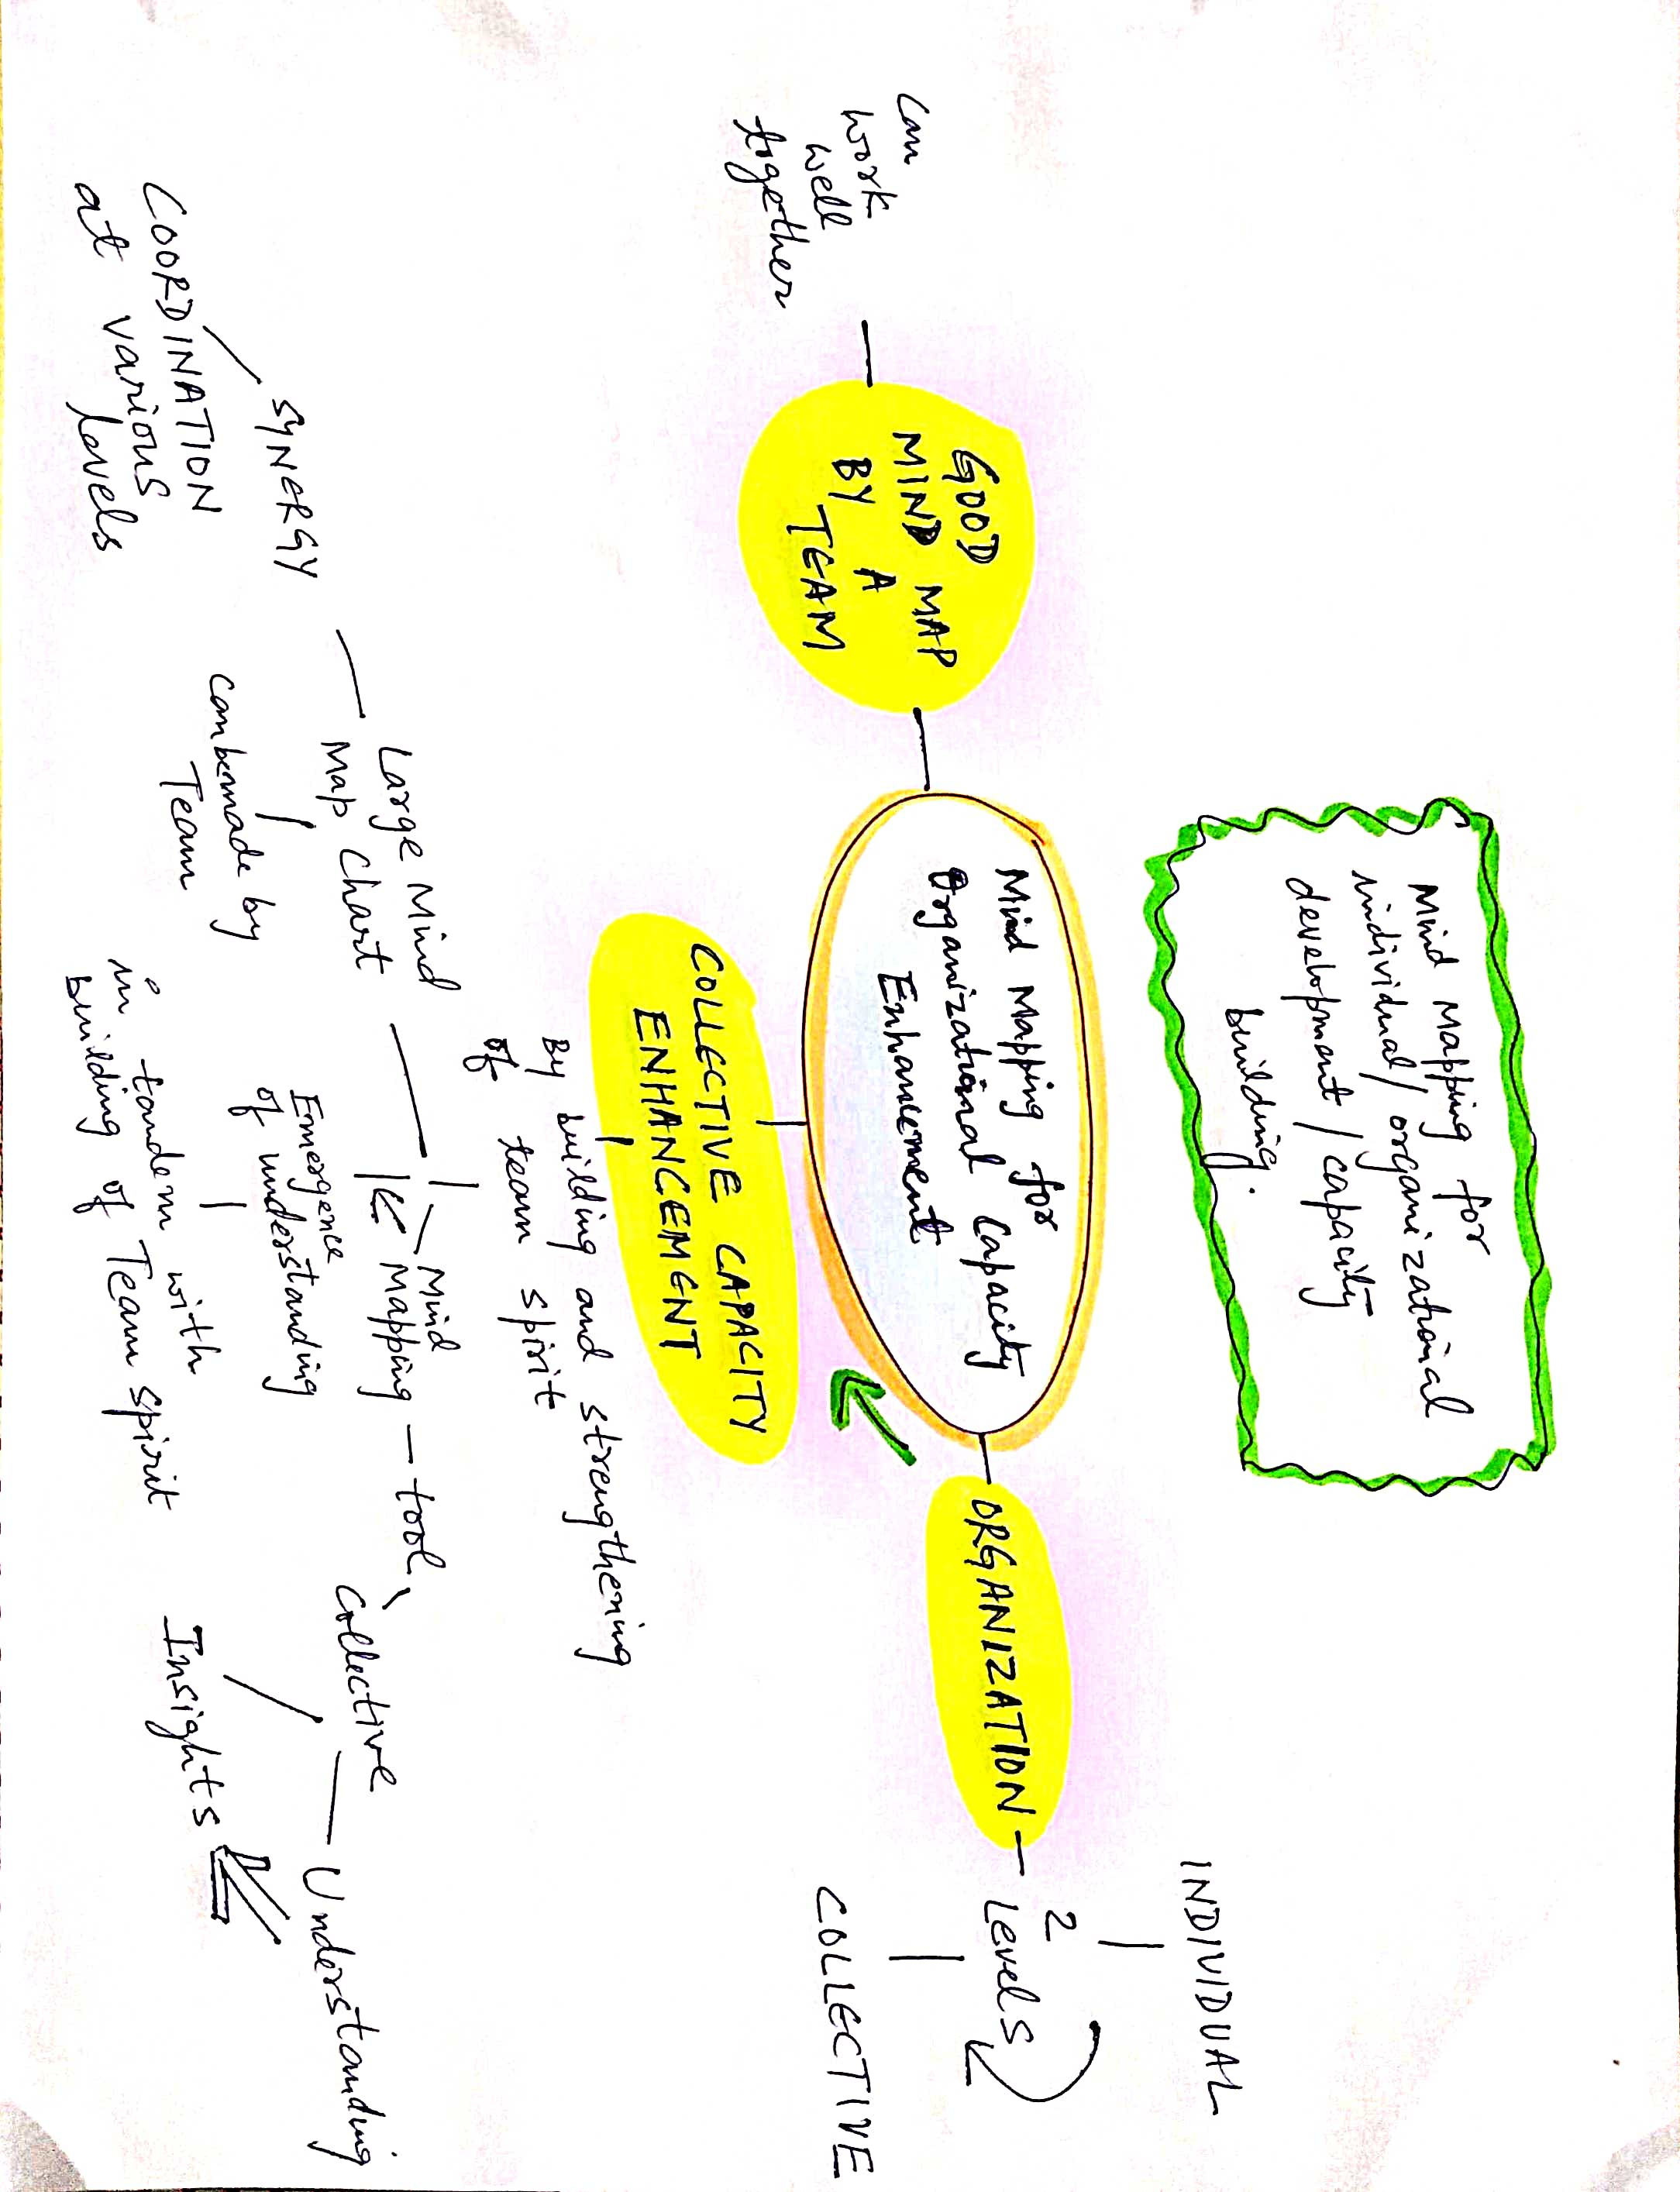 Mind Mapping for
individual/organizational
development/capacity
building.
Mind Mapping for
Organizational Capacity
Enhancement
GOOD
MIND MAP
BY A
TEAM
Can
work
well
together
ORGANIZATION
2
Levels
INDIVIDUAL
COLLECTIVE
COLLECTIVE CAPACITY
ENHANCEMENT
By building and strengthening
of team spirit
Mind
Mapping
tool
Collective
Understanding
Insights
Emergence
of understanding
in tandem with
building of Team spirit
Large Mind
Map Chart
can be made by
Team
SYNERGY
COORDINATION
at various
levels